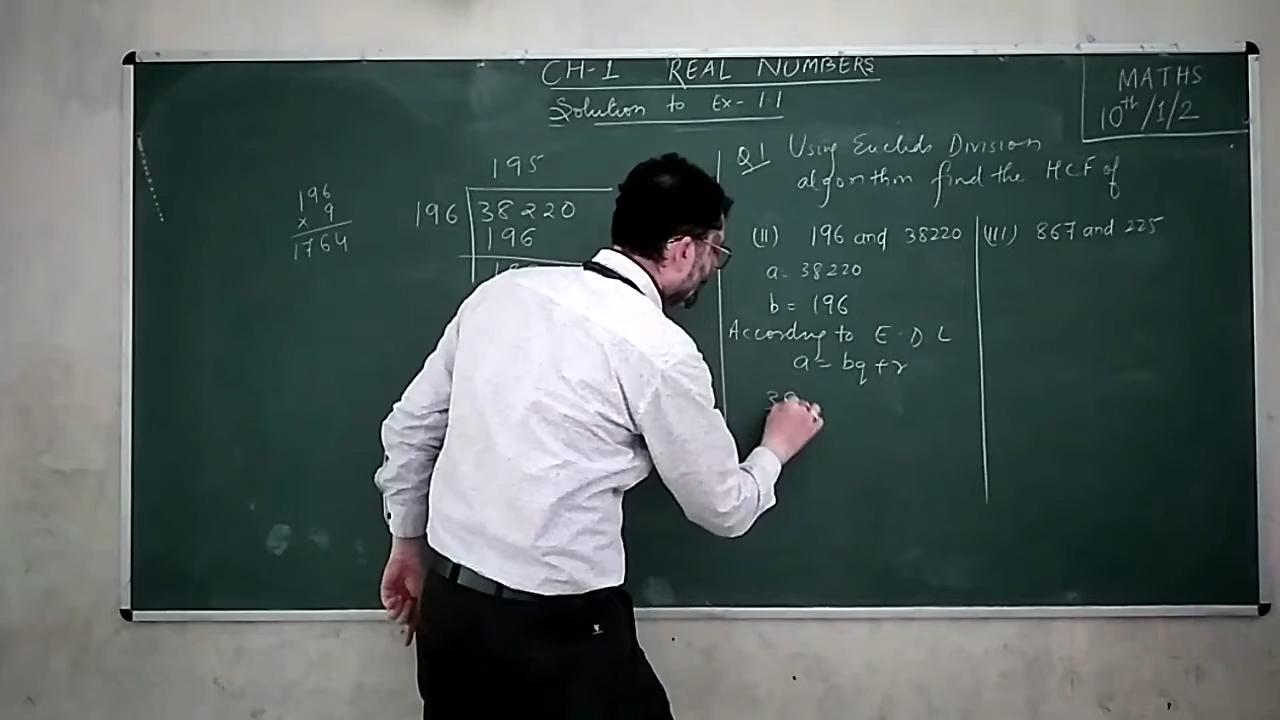 CH-1 REAL NUMBERS
Solution to Ex-1.1
MATHS
10th/1/2
195
196 38220
196
196
x 9
1764
Q1 Using Euclids Division
algorithm find the HCF of
(II) 196 and 38220
a = 38220
b = 196
According to E.D L
a = bq + r
38
(III) 867 and 225